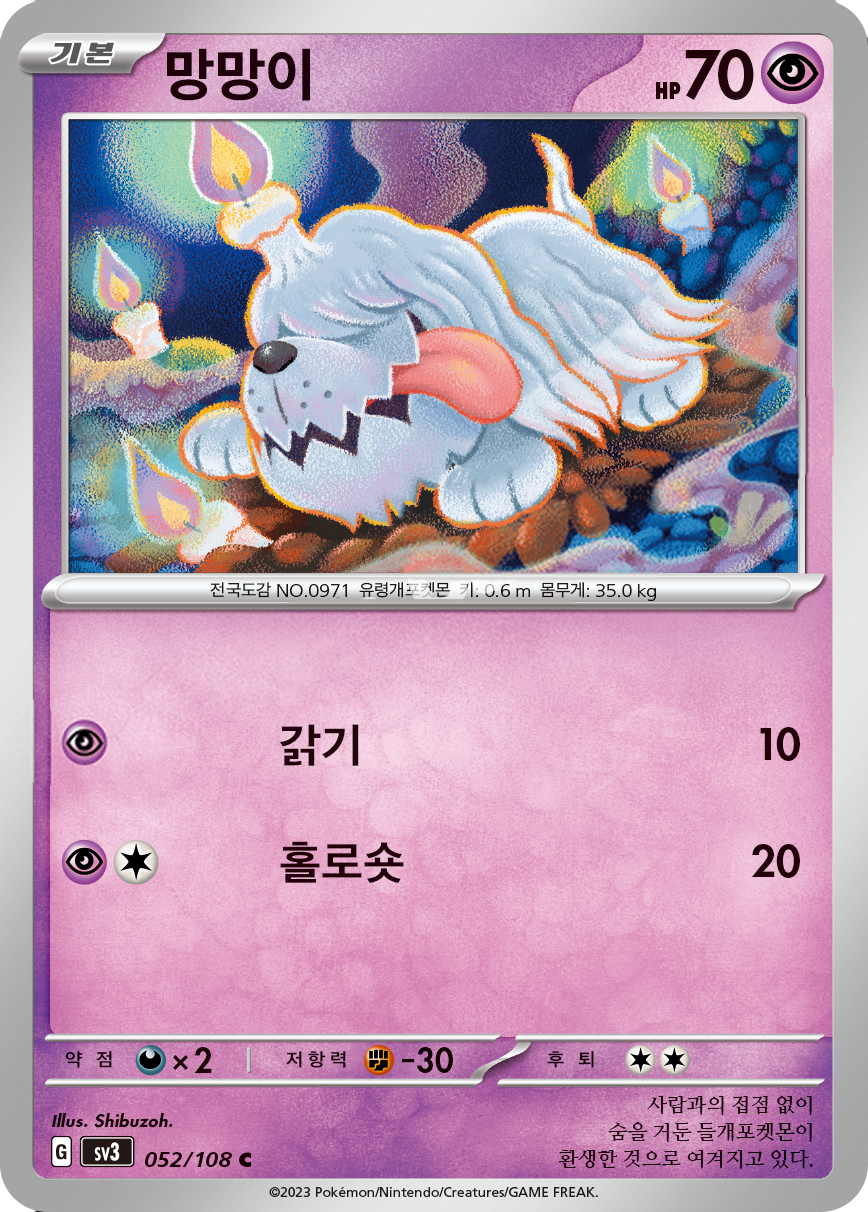 기본 망망이 HP 70
전국도감 NO.0971 유령개포켓몬 키: 0.6 m 몸무게: 35.0 kg
갉기 10
홀로숏 20
약점 ×2 저항력 -30 후퇴
사람과의 접점 없이
숨을 거둔 들개포켓몬이
환생한 것으로 여겨지고 있다.
Illus. Shibuzoh.
G sv3 052/108 C
©2023 Pokémon/Nintendo/Creatures/GAME FREAK.